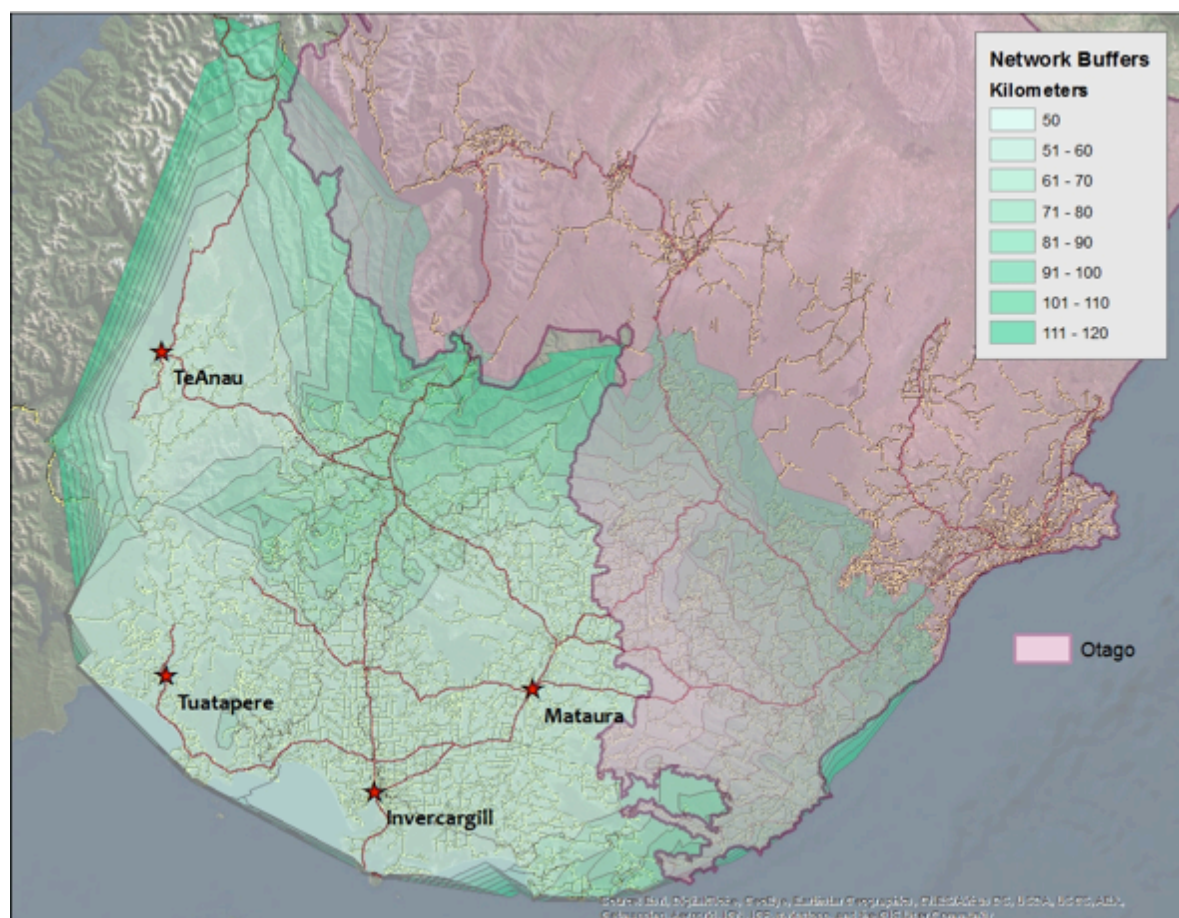 Network Buffers
Kilometers
50
51 - 60
61 - 70
71 - 80
81 - 90
91 - 100
101 - 110
111 - 120
TeAnau
Otago
Tuatapere
Mataura
Invercargill